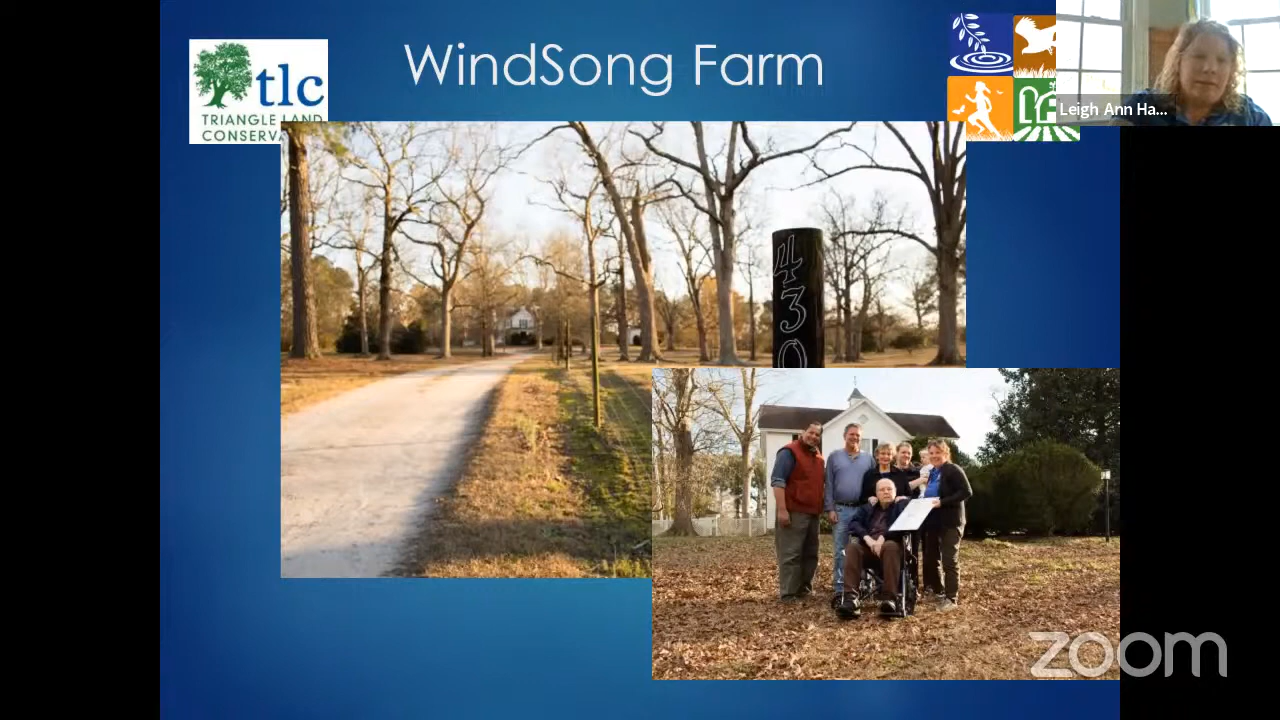 WindSong Farm
tlc
TRIANGLE LAND
CONSERVA
Leigh Ann Ha...
430
zoom